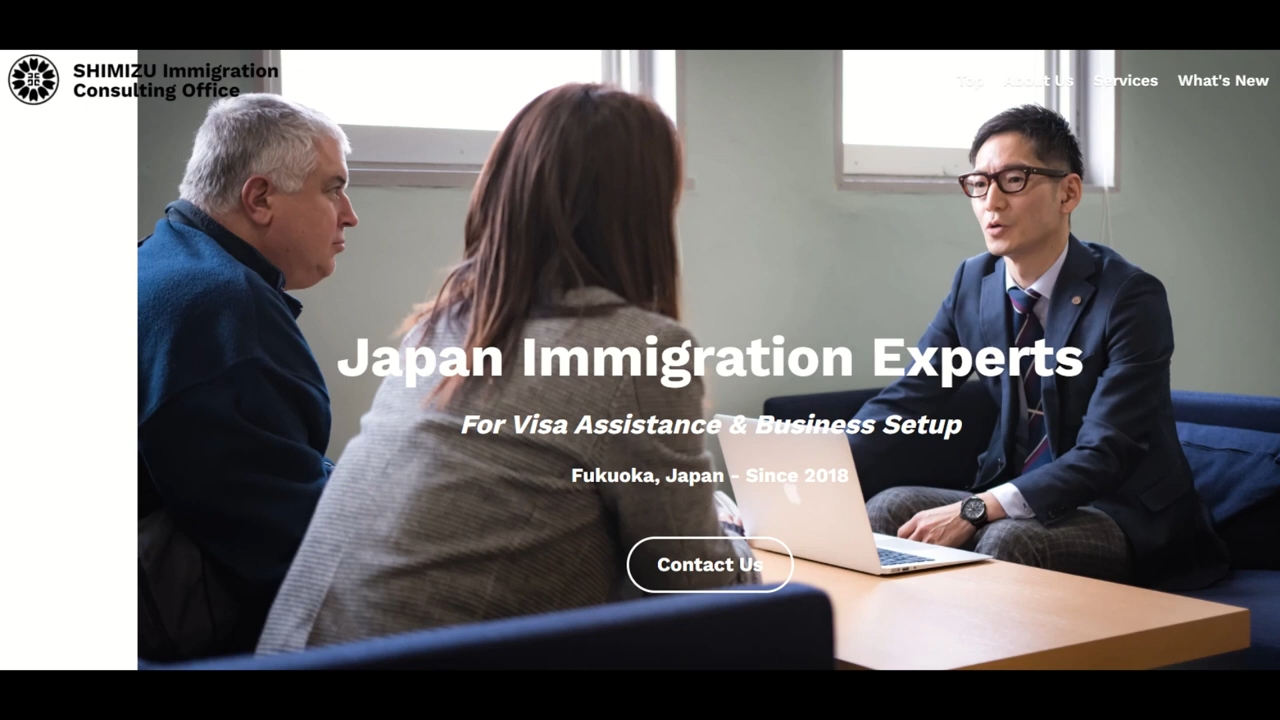 SHIMIZU Immigration
Consulting Office
Top About Us Services What's New
Japan Immigration Experts
For Visa Assistance & Business Setup
Fukuoka, Japan - Since 2018
Contact Us